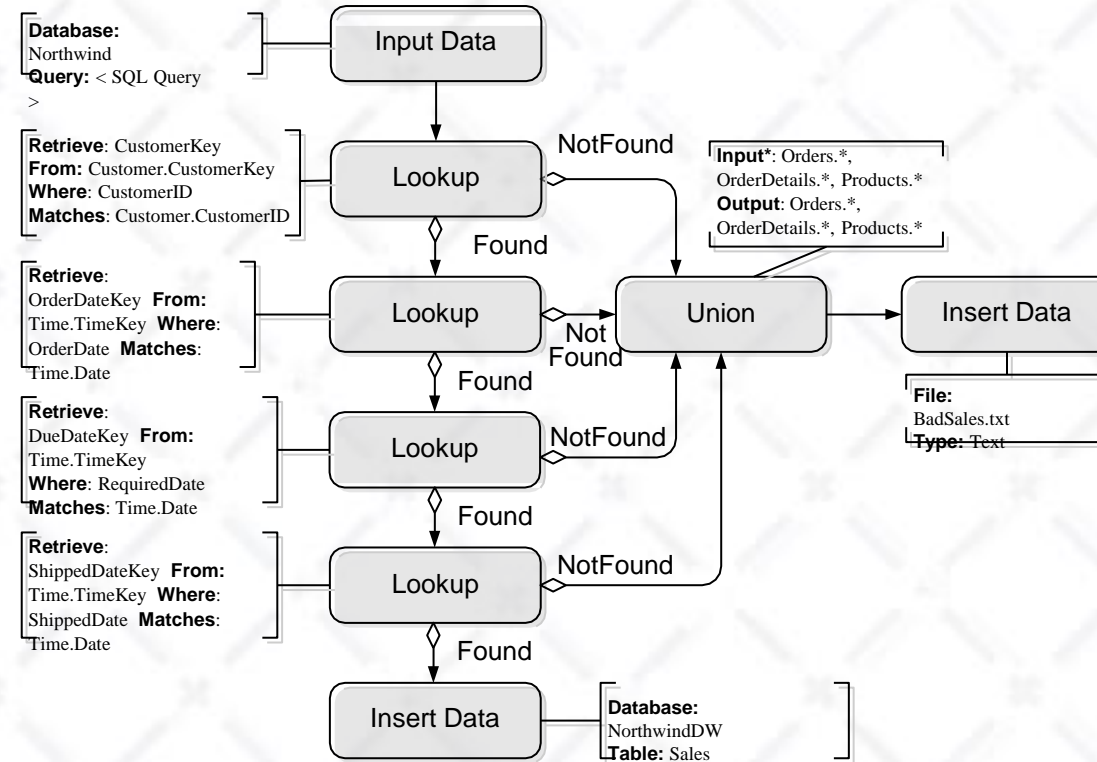 Database:
Northwind
Query: < SQL Query
>
Input Data
Retrieve: CustomerKey
From: Customer.CustomerKey
Where: CustomerID
Matches: Customer.CustomerID
Lookup
NotFound
Found
Input*: Orders.*,
OrderDetails.*, Products.*
Output: Orders.*,
OrderDetails.*, Products.*
Retrieve:
OrderDateKey From:
Time.TimeKey Where:
OrderDate Matches:
Time.Date
Lookup
Not
Found
Found
Union
Insert Data
File:
BadSales.txt
Type: Text
Retrieve:
DueDateKey From:
Time.TimeKey
Where: RequiredDate
Matches: Time.Date
Lookup
NotFound
Found
Retrieve:
ShippedDateKey From:
Time.TimeKey Where:
ShippedDate Matches:
Time.Date
Lookup
NotFound
Found
Insert Data
Database:
NorthwindDW
Table: Sales